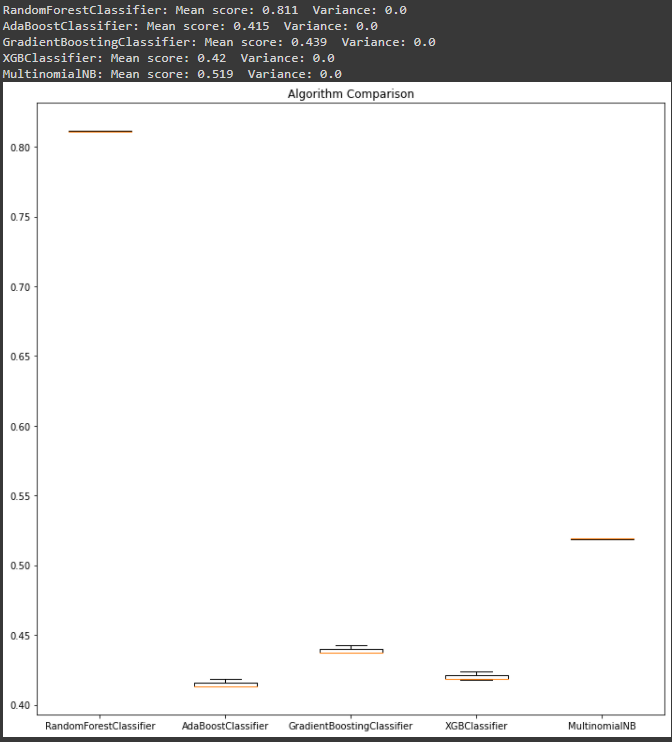 RandomForestClassifier: Mean score: 0.811  Variance: 0.0
AdaBoostClassifier: Mean score: 0.415  Variance: 0.0
GradientBoostingClassifier: Mean score: 0.439  Variance: 0.0
XGBClassifier: Mean score: 0.42  Variance: 0.0
MultinomialNB: Mean score: 0.519  Variance: 0.0
Algorithm Comparison
0.80
0.75
0.70
0.65
0.60
0.55
0.50
0.45
0.40
RandomForestClassifier AdaBoostClassifier GradientBoostingClassifier XGBClassifier MultinomialNB